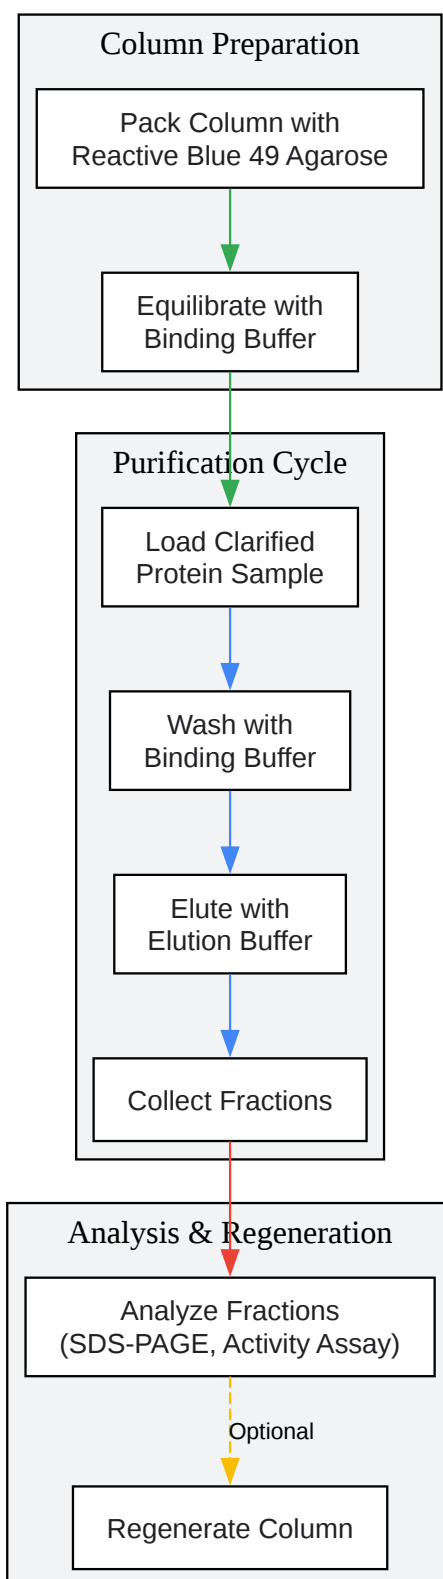 Column Preparation
Pack Column with
Reactive Blue 49 Agarose
Equilibrate with
Binding Buffer
Purification Cycle
Load Clarified
Protein Sample
Wash with
Binding Buffer
Elute with
Elution Buffer
Collect Fractions
Analysis & Regeneration
Analyze Fractions
(SDS-PAGE, Activity Assay)
Optional
Regenerate Column